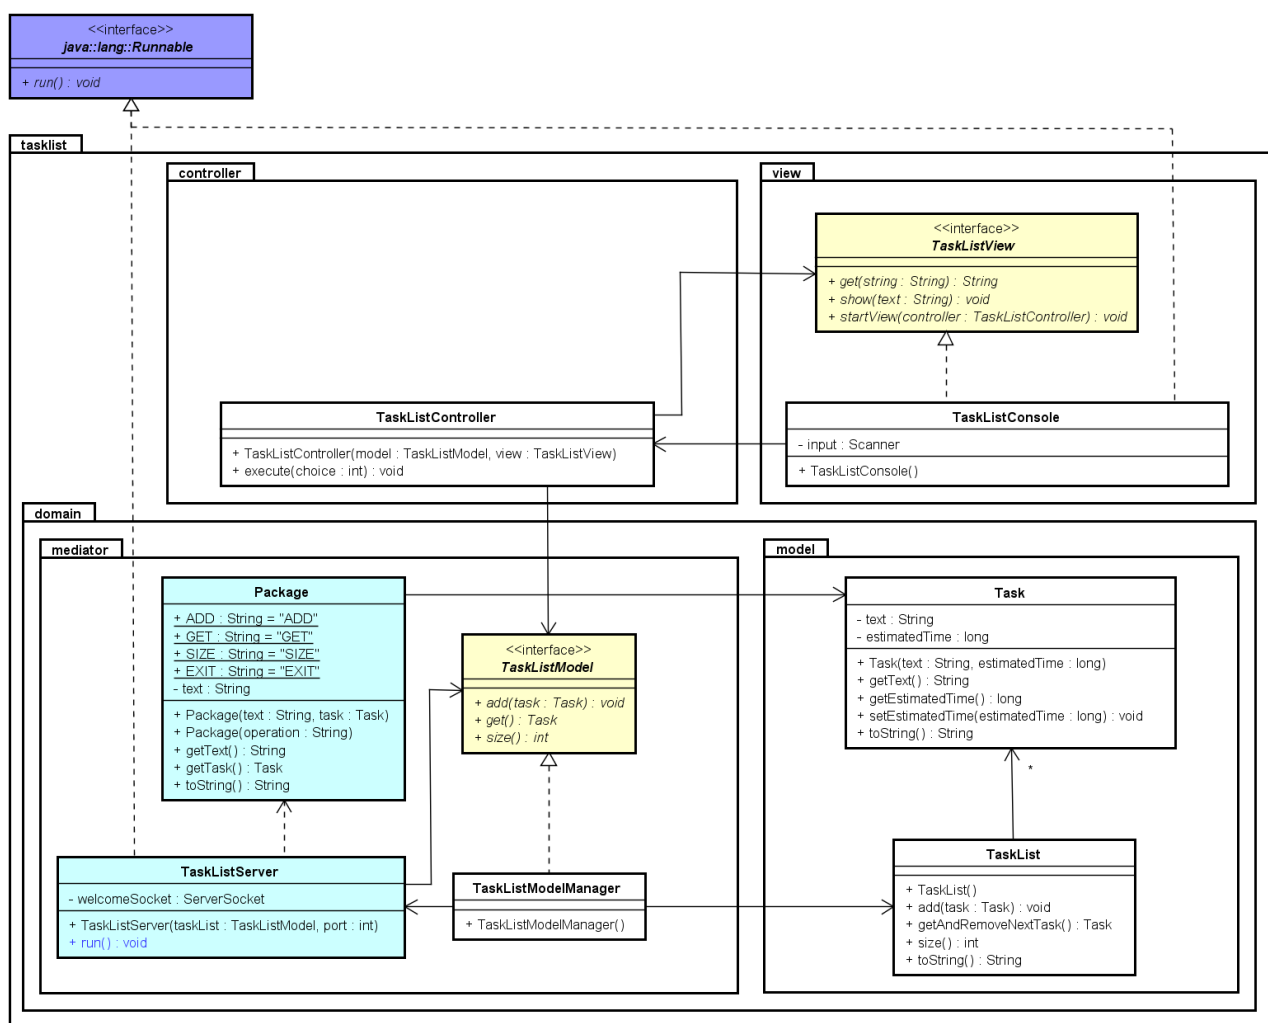 <<interface>>
java::lang::Runnable
+ run() : void
tasklist
controller
view
<<interface>>
TaskListView
+ get(string : String) : String
+ show(text : String) : void
+ startView(controller : TaskListController) : void
TaskListController
+ TaskListController(model : TaskListModel, view : TaskListView)
+ execute(choice : int) : void
TaskListConsole
- input : Scanner
+ TaskListConsole()
domain
mediator
model
Package
+ ADD : String = "ADD"
+ GET : String = "GET"
+ SIZE : String = "SIZE"
+ EXIT : String = "EXIT"
- text : String
+ Package(text : String, task : Task)
+ Package(operation : String)
+ getText() : String
+ getTask() : Task
+ toString() : String
<<interface>>
TaskListModel
+ add(task : Task) : void
+ get() : Task
+ size() : int
Task
- text : String
- estimatedTime : long
+ Task(text : String, estimatedTime : long)
+ getText() : String
+ getEstimatedTime() : long
+ setEstimatedTime(estimatedTime : long) : void
+ toString() : String
*
TaskListServer
- welcomeSocket : ServerSocket
+ TaskListServer(taskList : TaskListModel, port : int)
+ run() : void
TaskListModelManager
+ TaskListModelManager()
TaskList
+ TaskList()
+ add(task : Task) : void
+ getAndRemoveNextTask() : Task
+ size() : int
+ toString() : String